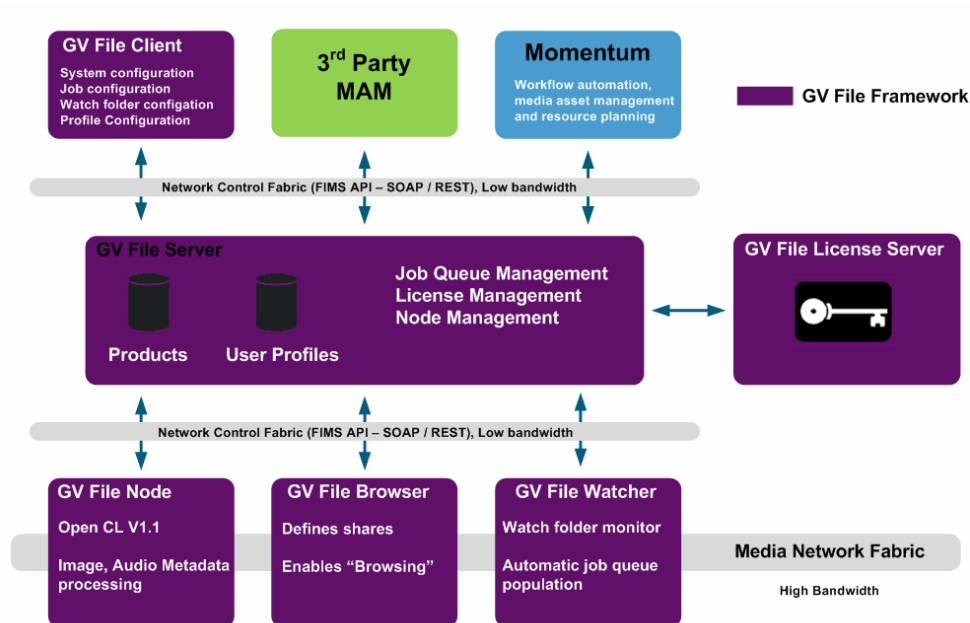 GV File Client
System configuration
Job configuration
Watch folder configation
Profile Configuration
3rd Party
MAM
Momentum
Workflow automation,
media asset management
and resource planning
GV File Framework
Network Control Fabric (FIMS API – SOAP / REST), Low bandwidth
GV File Server
Job Queue Management
License Management
Node Management
Products
User Profiles
GV File License Server
Network Control Fabric (FIMS API – SOAP / REST), Low bandwidth
GV File Node
Open CL V1.1
Image, Audio Metadata
processing
GV File Browser
Defines shares
Enables “Browsing”
GV File Watcher
Watch folder monitor
Automatic job queue
population
Media Network Fabric
High Bandwidth